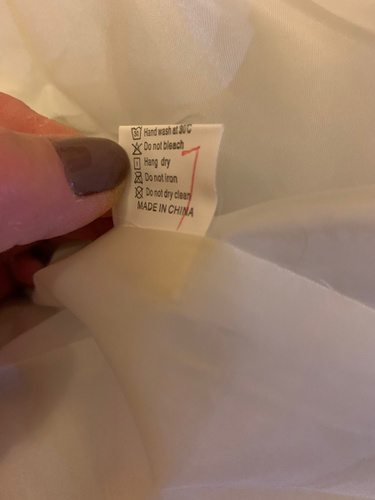 Hand wash at 30°C
Do not bleach
Hang dry
Do not iron
Do not dry clean
MADE IN CHINA
7